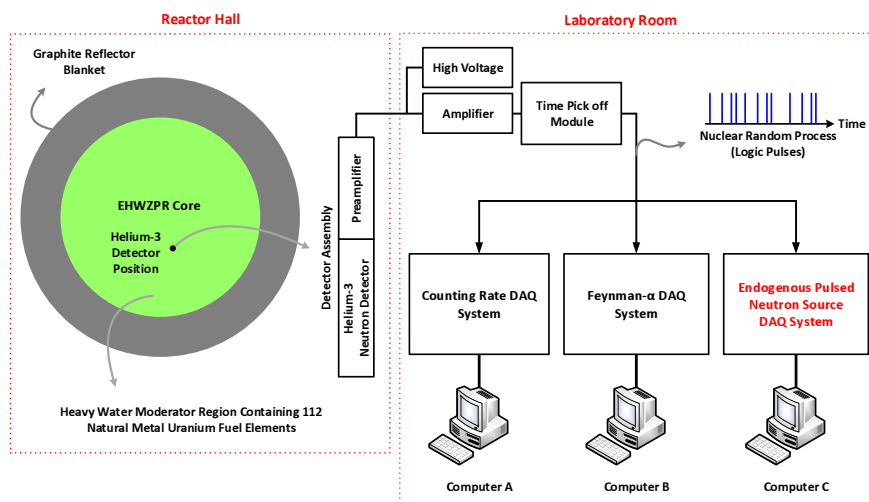 Reactor Hall
Graphite Reflector
Blanket
EHWZPR Core
Helium-3
Detector
Position
Heavy Water Moderator Region Containing 112
Natural Metal Uranium Fuel Elements
Detector Assembly
Preamplifier
Helium-3
Neutron Detector
Laboratory Room
High Voltage
Amplifier
Time Pick off
Module
Time
Nuclear Random Process
(Logic Pulses)
Counting Rate DAQ
System
Feynman-α DAQ
System
Endogenous Pulsed
Neutron Source
DAQ System
Computer A
Computer B
Computer C